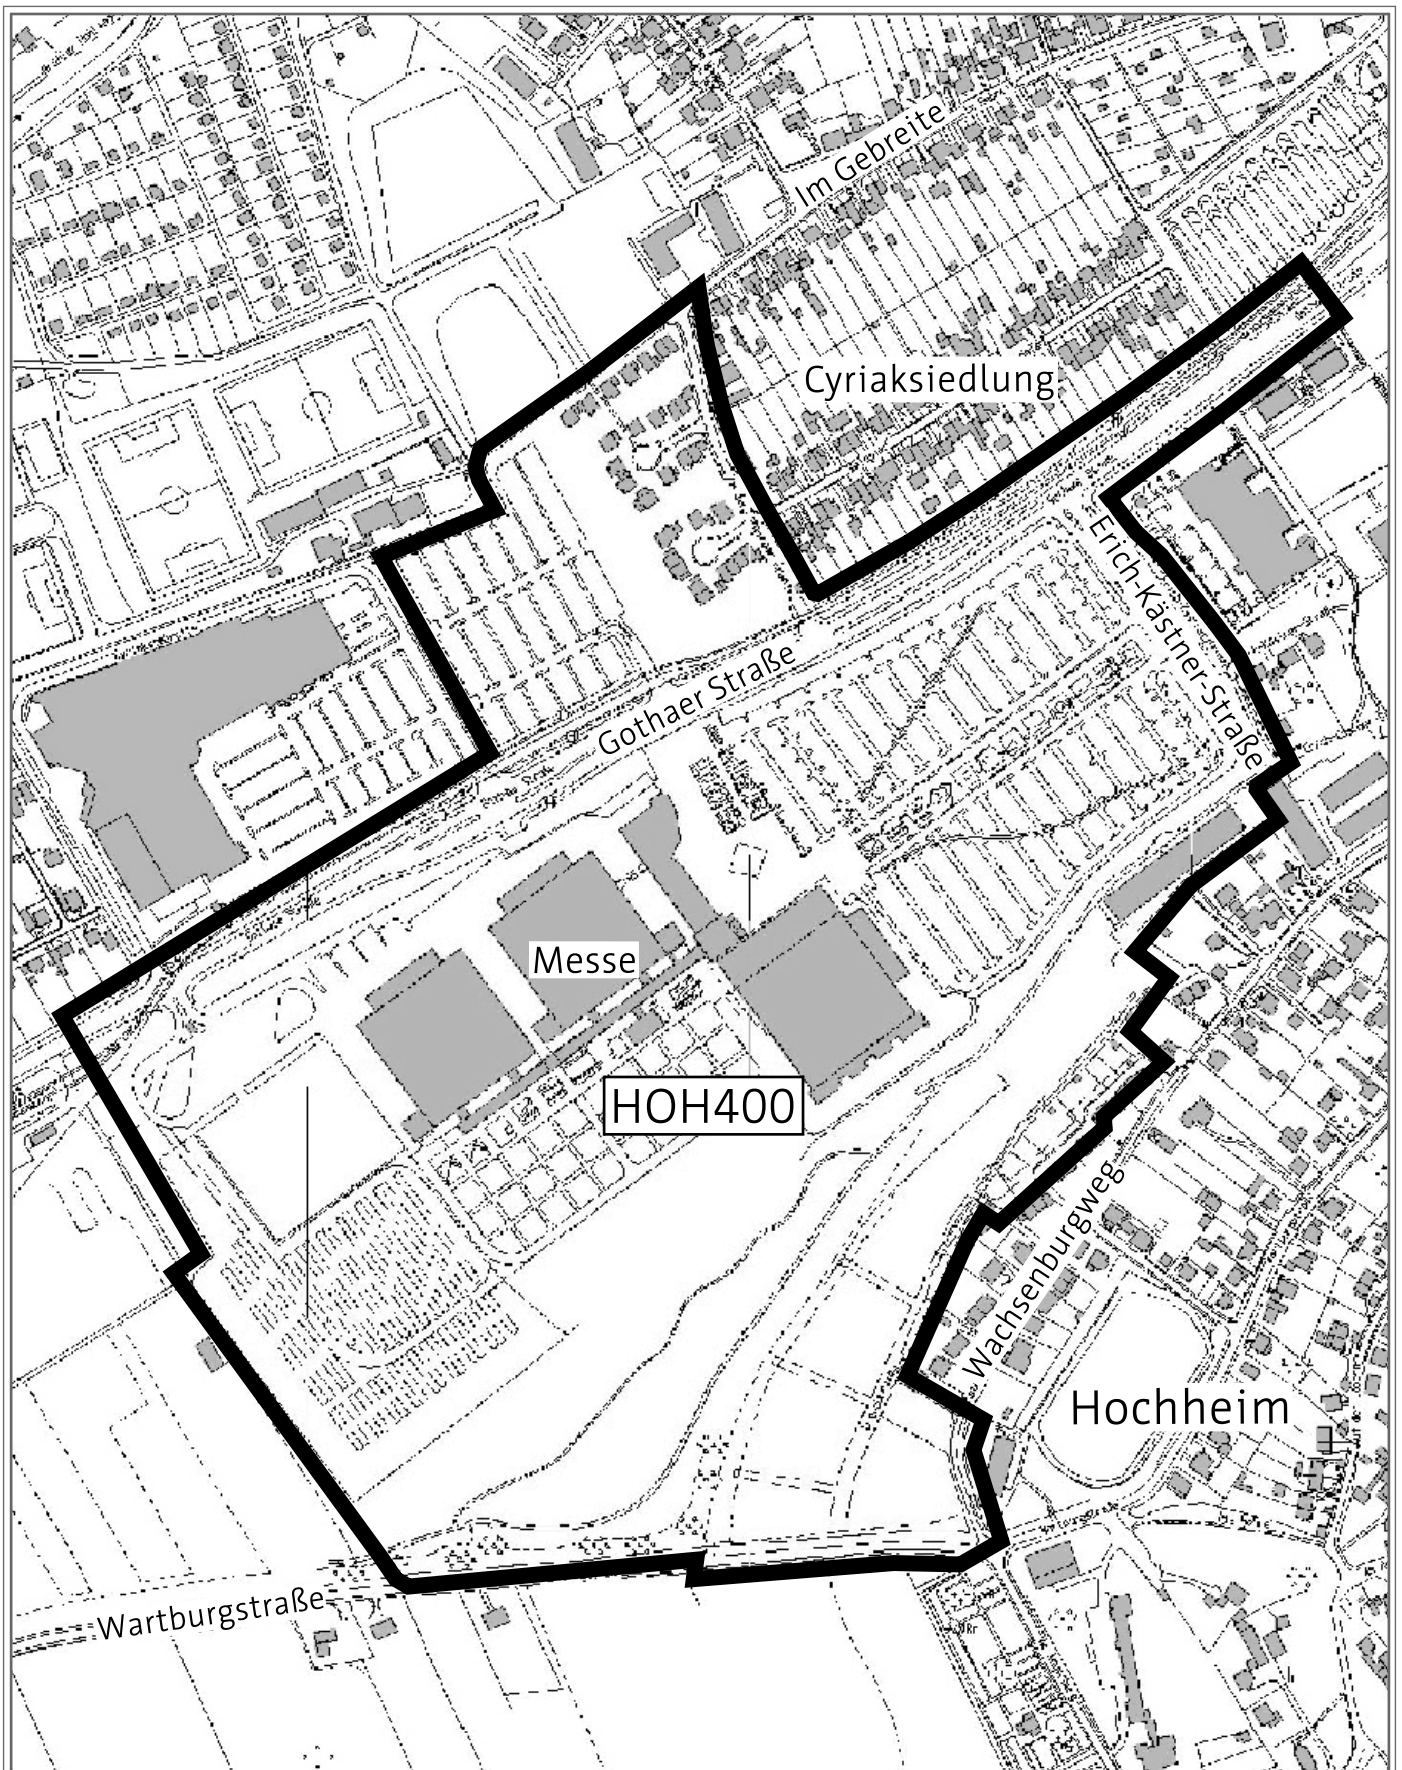 Im Gebreite
Cyriaksiedlung
Erich-Kästner-Straße
Gothaer Straße
Messe
HOH400
Wachsenburgweg
Hochheim
Wartburgstraße